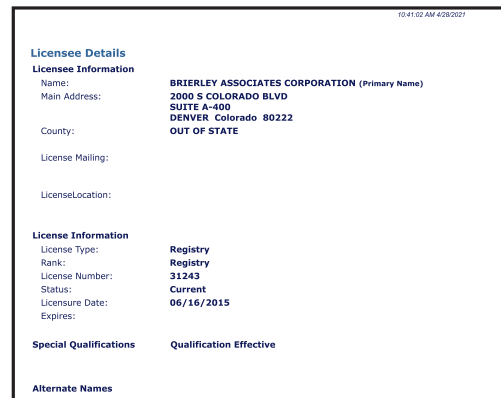 10:41:02 AM 4/28/2021
Licensee Details
Licensee Information
Name: BRIERLEY ASSOCIATES CORPORATION (Primary Name)
Main Address: 2000 S COLORADO BLVD
SUITE A-400
DENVER Colorado 80222
County: OUT OF STATE
License Mailing:
LicenseLocation:
License Information
License Type: Registry
Rank: Registry
License Number: 31243
Status: Current
Licensure Date: 06/16/2015
Expires:
Special Qualifications Qualification Effective
Alternate Names